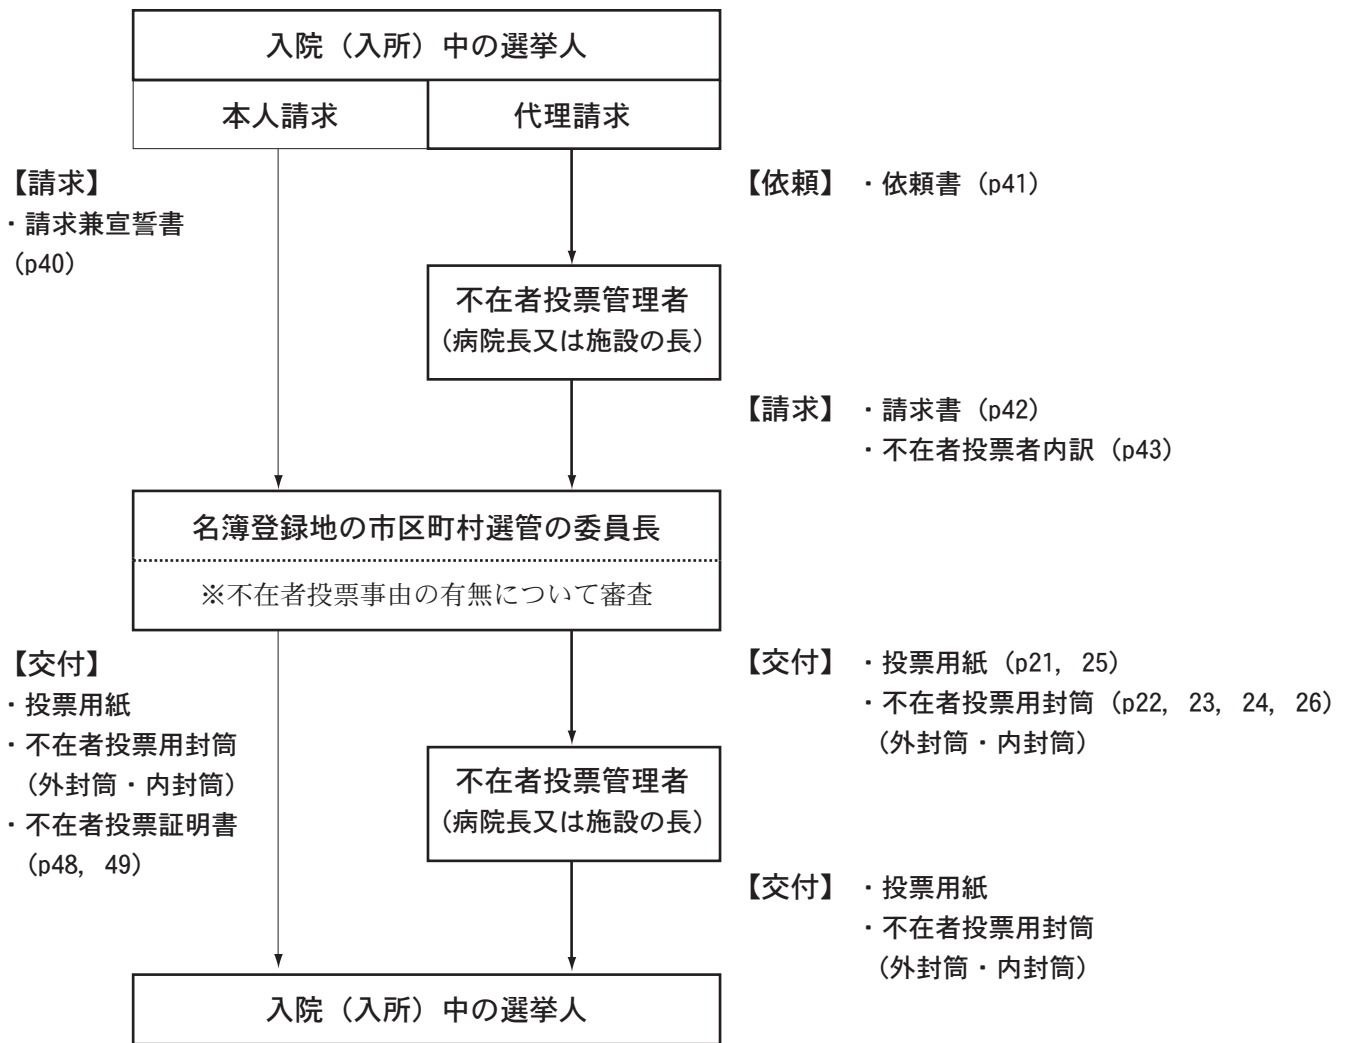 入院（入所）中の選挙人
本人請求
代理請求
【請求】
・請求兼宣誓書
（p40）
【依頼】 ・依頼書（p41）
不在者投票管理者
（病院長又は施設の長）
【請求】 ・請求書（p42）
・不在者投票者内訳（p43）
名簿登録地の市区町村選管の委員長
※不在者投票事由の有無について審査
【交付】
・投票用紙
・不在者投票用封筒
（外封筒・内封筒）
・不在者投票証明書
（p48, 49）
【交付】 ・投票用紙（p21, 25）
・不在者投票用封筒（p22, 23, 24, 26）
（外封筒・内封筒）
不在者投票管理者
（病院長又は施設の長）
【交付】 ・投票用紙
・不在者投票用封筒
（外封筒・内封筒）
入院（入所）中の選挙人